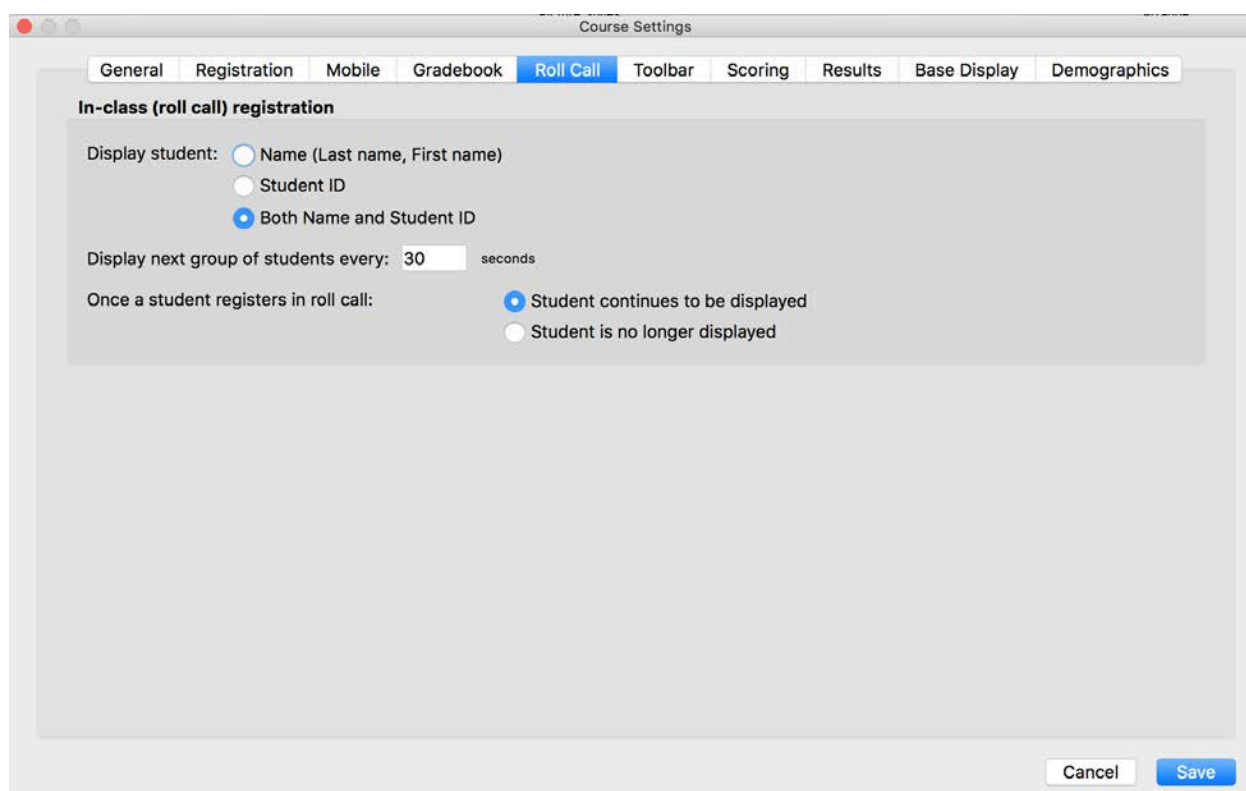 Course Settings
General Registration Mobile Gradebook Roll Call Toolbar Scoring Results Base Display Demographics
In-class (roll call) registration
Display student: Name (Last name, First name)
Student ID
Both Name and Student ID
Display next group of students every: 30 seconds
Once a student registers in roll call: Student continues to be displayed
Student is no longer displayed
Cancel Save